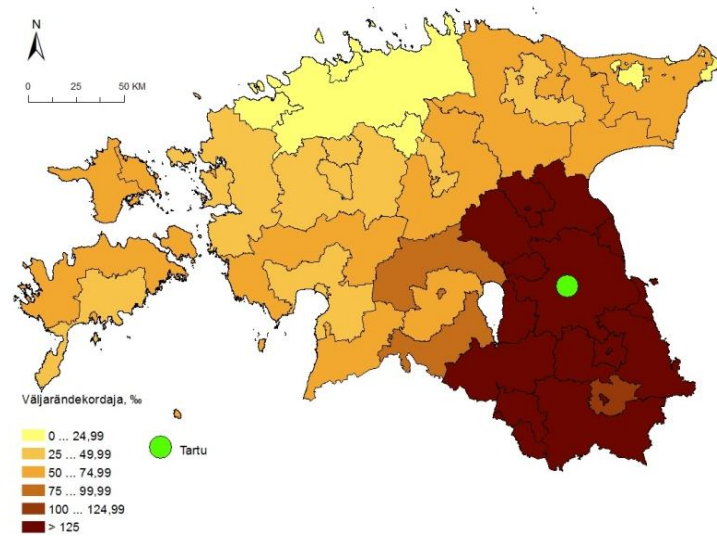 N
0 25 50 KM
Väljarändekordaja, ‰
0 ... 24,99
25 ... 49,99
50 ... 74,99
75 ... 99,99
100 ... 124,99
> 125
Tartu